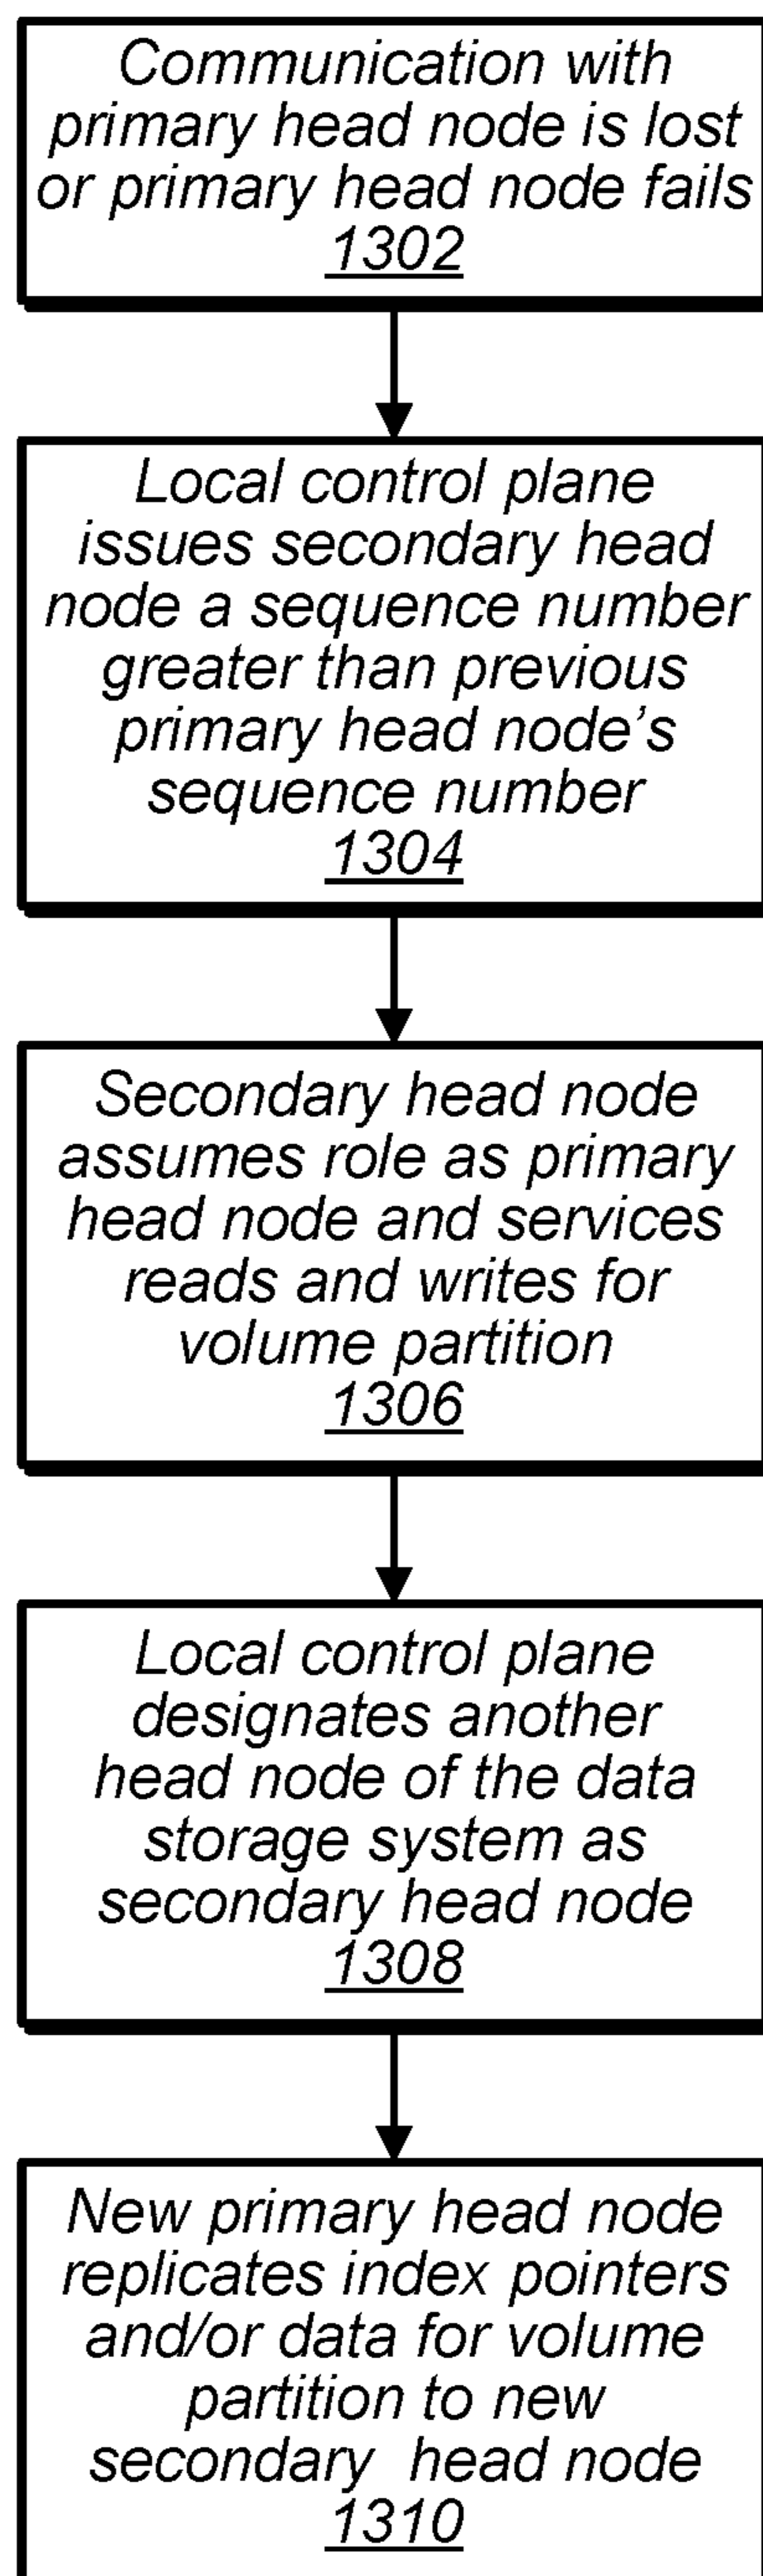 Communication with
primary head node is lost
or primary head node fails
1302
Local control plane
issues secondary head
node a sequence number
greater than previous
primary head node’s
sequence number
1304
Secondary head node
assumes role as primary
head node and services
reads and writes for
volume partition
1306
Local control plane
designates another
head node of the data
storage system as
secondary head node
1308
New primary head node
replicates index pointers
and/or data for volume
partition to new
secondary head node
1310